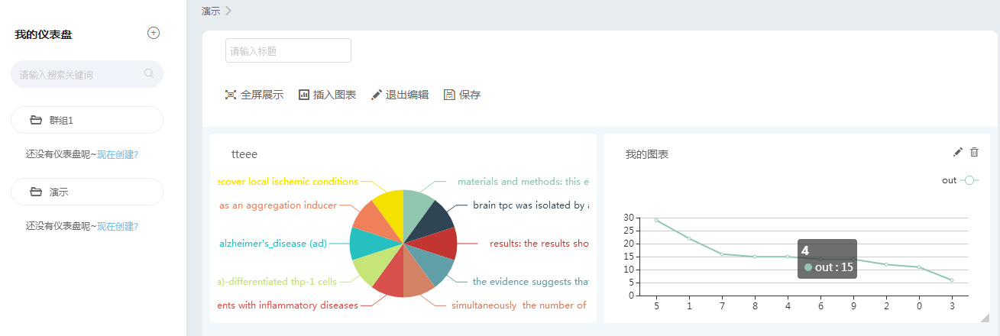 我的仪表盘
请输入搜索关键词
群组1
还没有仪表盘呢~现在创建?
演示
还没有仪表盘呢~现在创建?
演示
请输入标题
全屏展示 插入图表 退出编辑 保存
tteee
ecover local ischemic conditions
materials and methods: this e
as an aggregation inducer
brain tpc was isolated by a
alzheimer's_disease (ad)
results: the results sho
a)-differentiated thp-1 cells
the evidence suggests that
ents with inflammatory diseases
simultaneously the number of
我的图表
out
30
25
20
15
10
5
0
4
out : 15
5 1 7 8 4 6 9 2 0 3